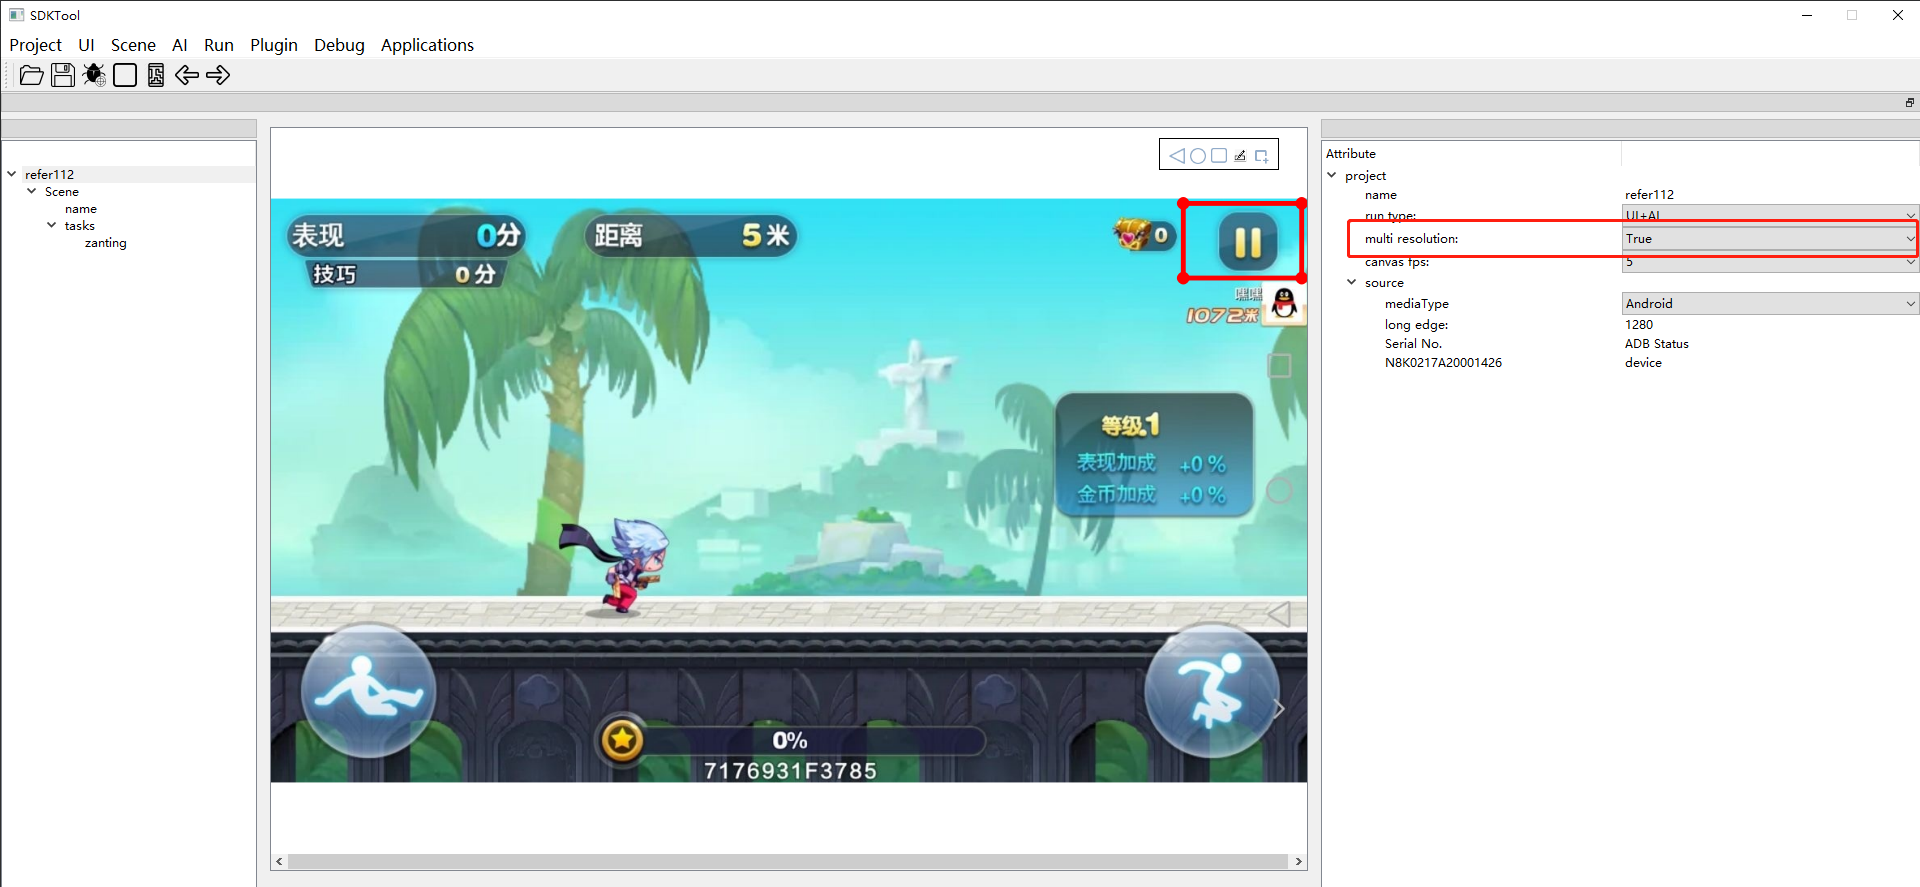 SDKTool
Project UI Scene AI Run Plugin Debug Applications
refer112
Scene
name
tasks
zanting
表现 0分
距离 5 米
0
技巧 0 分
嘿嘿
1072米
等级.1
表现加成 +0 %
金币加成 +0 %
0%
7176931F3785
Attribute
project
name refer112
run type: UI+AI
multi resolution: True
canvas fps: 5
source
mediaType Android
long edge: 1280
Serial No. ADB Status
N8K0217A20001426 device